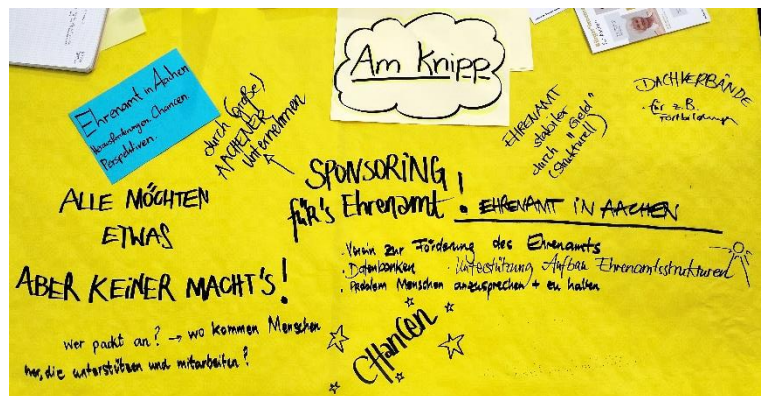 Am Knipp
Ehrenamt in Aachen
Herausforderungen. Chancen.
Perspektiven.
durch (große)
AACHENER
Unternehmen
EHRENAMT
stabiler
durch "Geld"
(strukturell)
DACHVERBÄNDE
für z.B.
Fortbildungen
SPONSORING
für's Ehrenamt!
ALLE MÖCHTEN
ETWAS
ABER KEINER MACHT'S!
wer packt an? → wo kommen Menschen
her, die unterstützen und mitarbeiten?
EHRENAMT IN AACHEN
· Verein zur Förderung des Ehrenamts
· Datenbanken · Unterstützung Aufbau Ehrenamtsstrukturen
· Problem Menschen anzusprechen + zu halten
CHANCEN